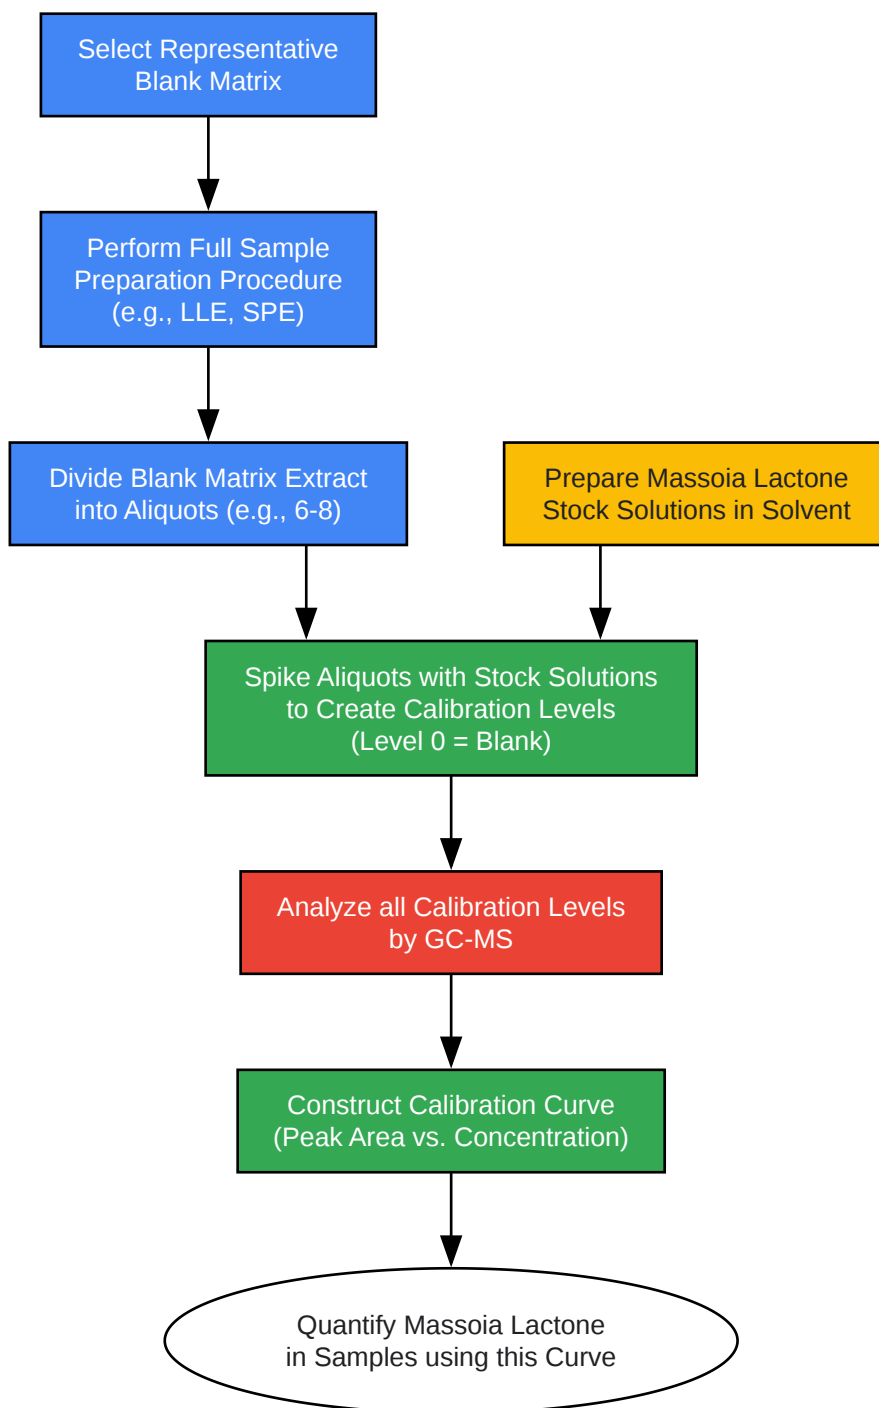 Select Representative
Blank Matrix
Perform Full Sample
Preparation Procedure
(e.g., LLE, SPE)
Divide Blank Matrix Extract
into Aliquots (e.g., 6-8)
Prepare Massoia Lactone
Stock Solutions in Solvent
Spike Aliquots with Stock Solutions
to Create Calibration Levels
(Level 0 = Blank)
Analyze all Calibration Levels
by GC-MS
Construct Calibration Curve
(Peak Area vs. Concentration)
Quantify Massoia Lactone
in Samples using this Curve